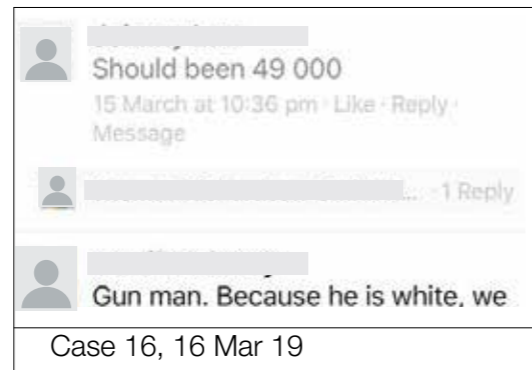 Should been 49 000
15 March at 10:36 pm · Like · Reply ·
Message
... · 1 Reply
Gun man. Because he is white, we
Case 16, 16 Mar 19